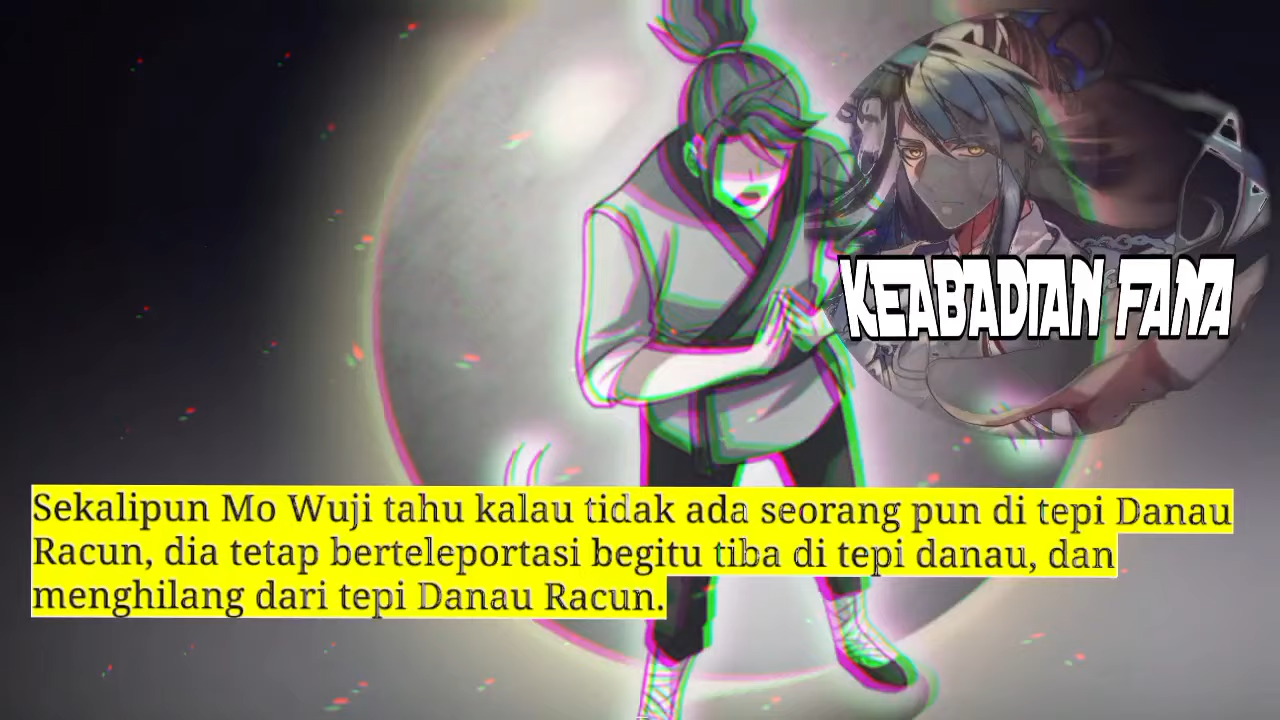 KEABADIAN FANA
Sekalipun Mo Wuji tahu kalau tidak ada seorang pun di tepi Danau
Racun, dia tetap berteleportasi begitu tiba di tepi danau, dan
menghilang dari tepi Danau Racun.